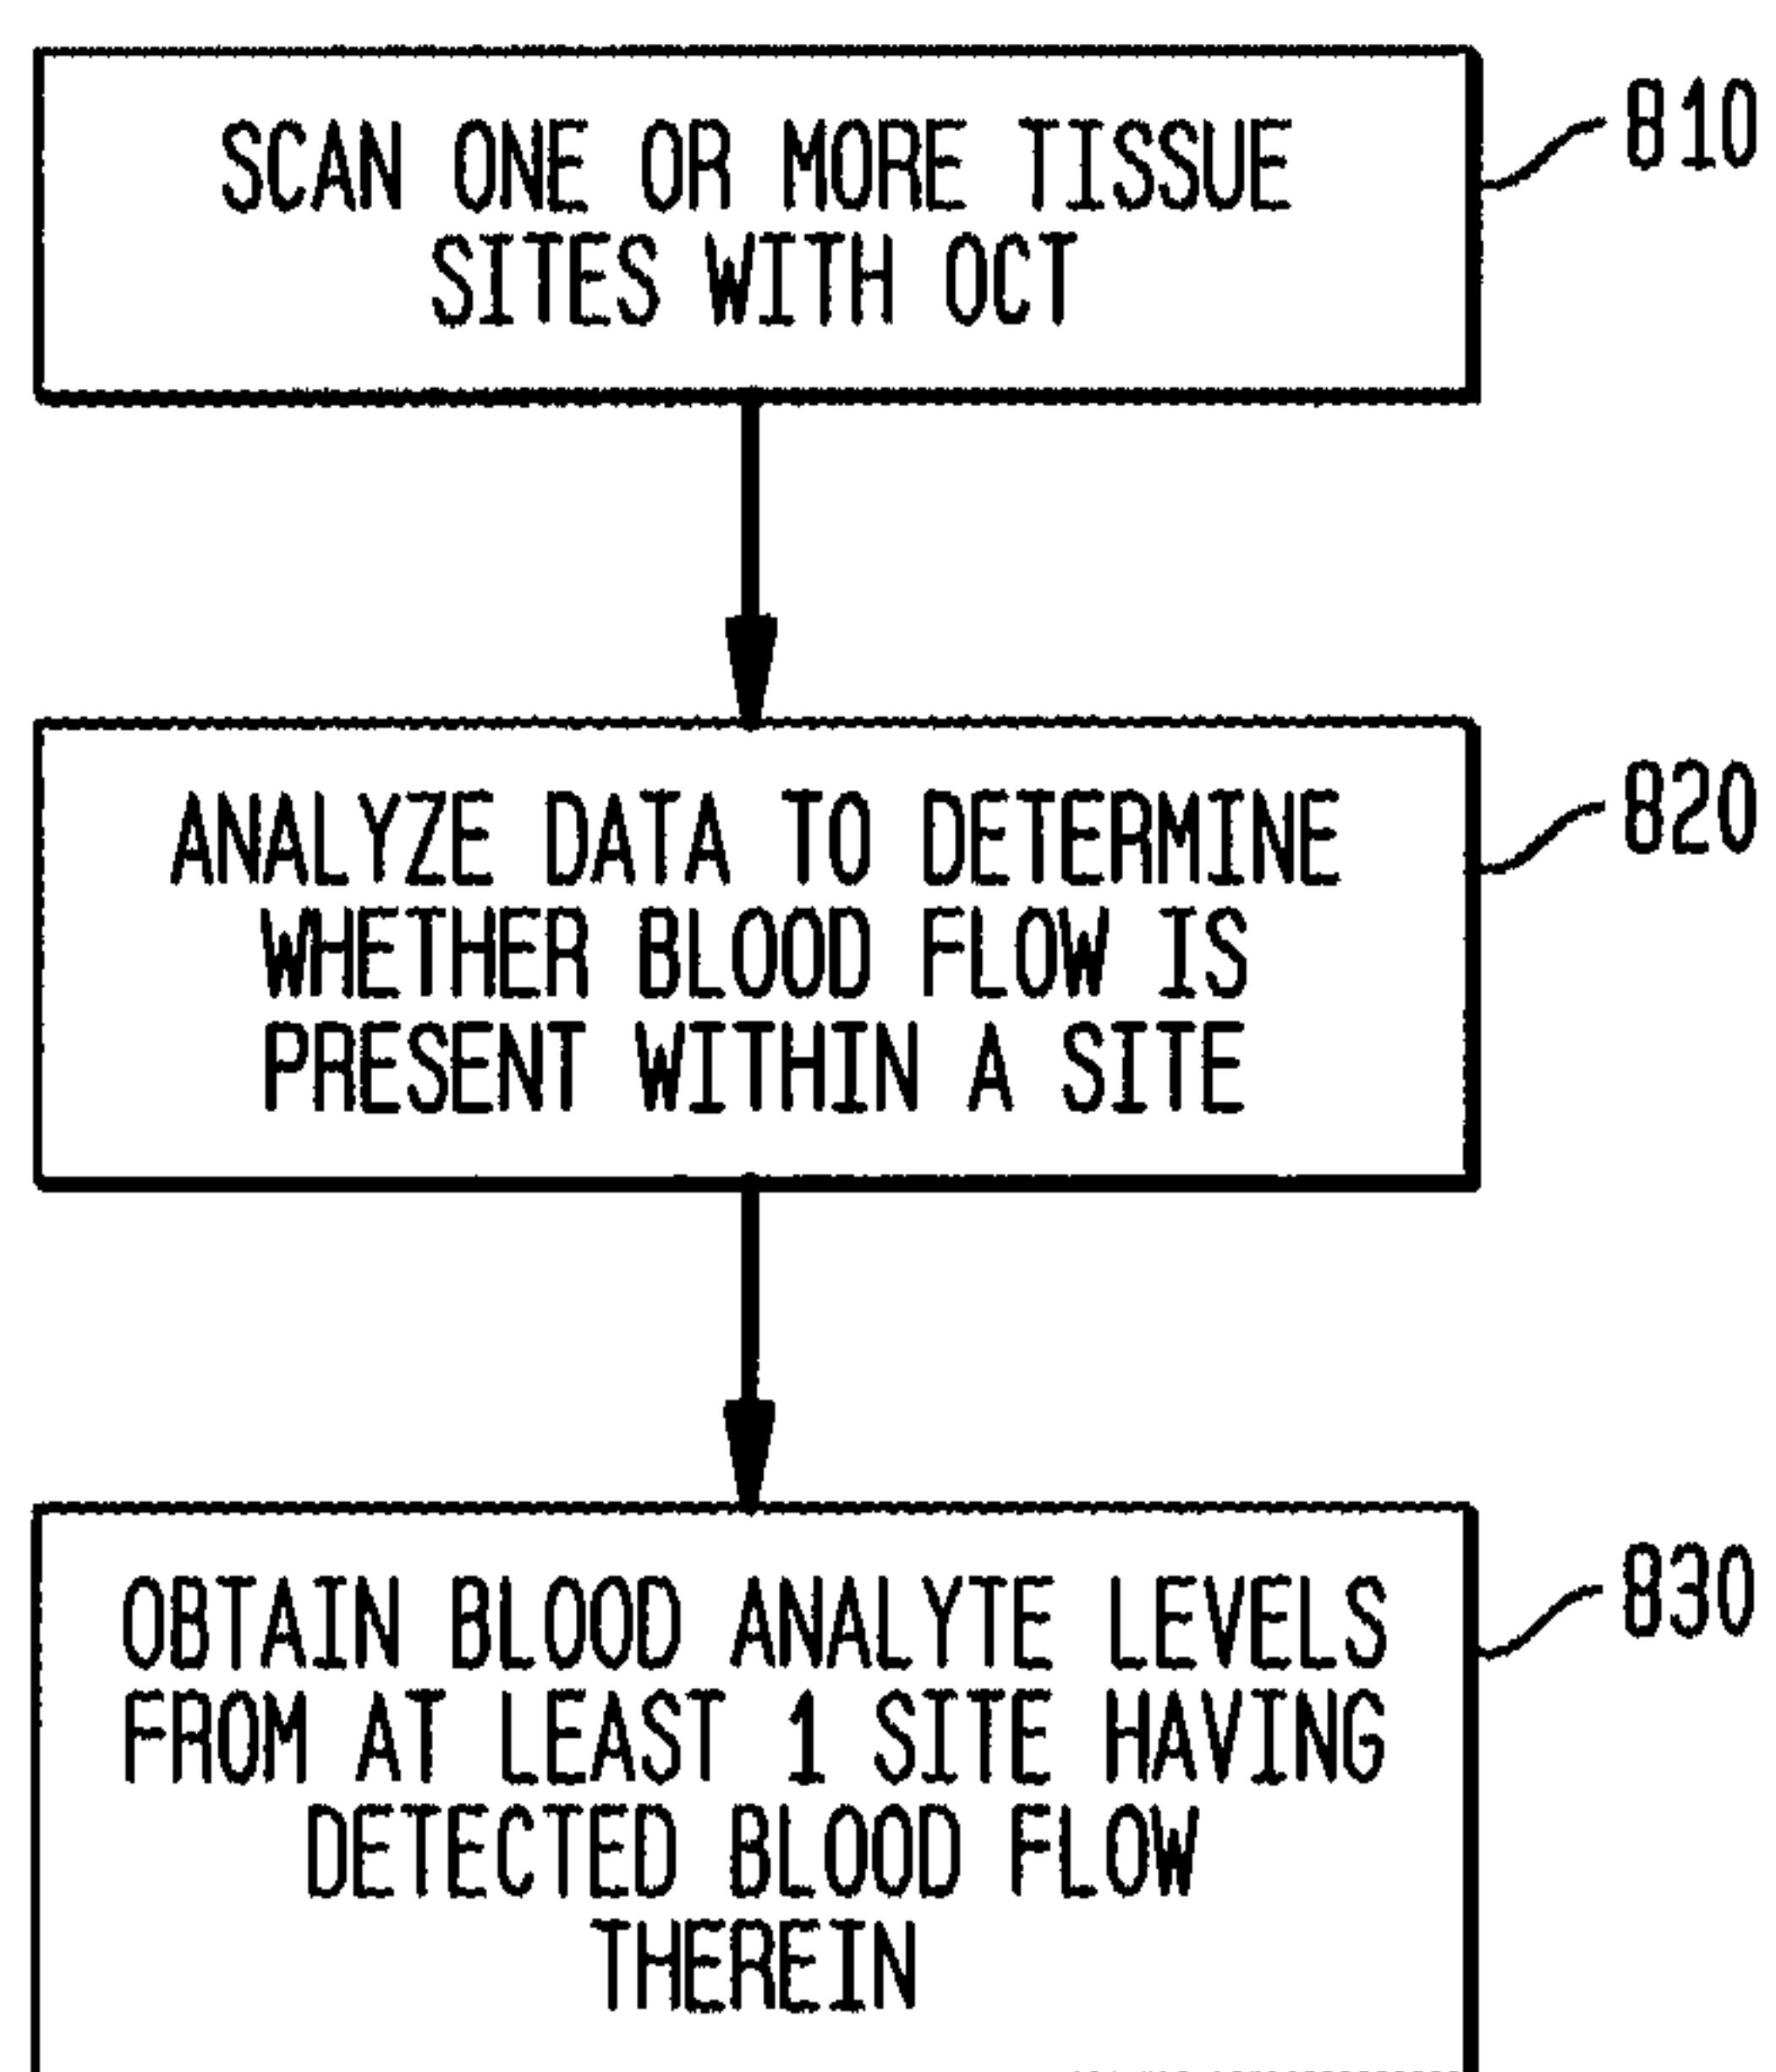 SCAN ONE OR MORE TISSUE
SITES WITH OCT
810
ANALYZE DATA TO DETERMINE
WHETHER BLOOD FLOW IS
PRESENT WITHIN A SITE
820
OBTAIN BLOOD ANALYTE LEVELS
FROM AT LEAST 1 SITE HAVING
DETECTED BLOOD FLOW
THEREIN
830